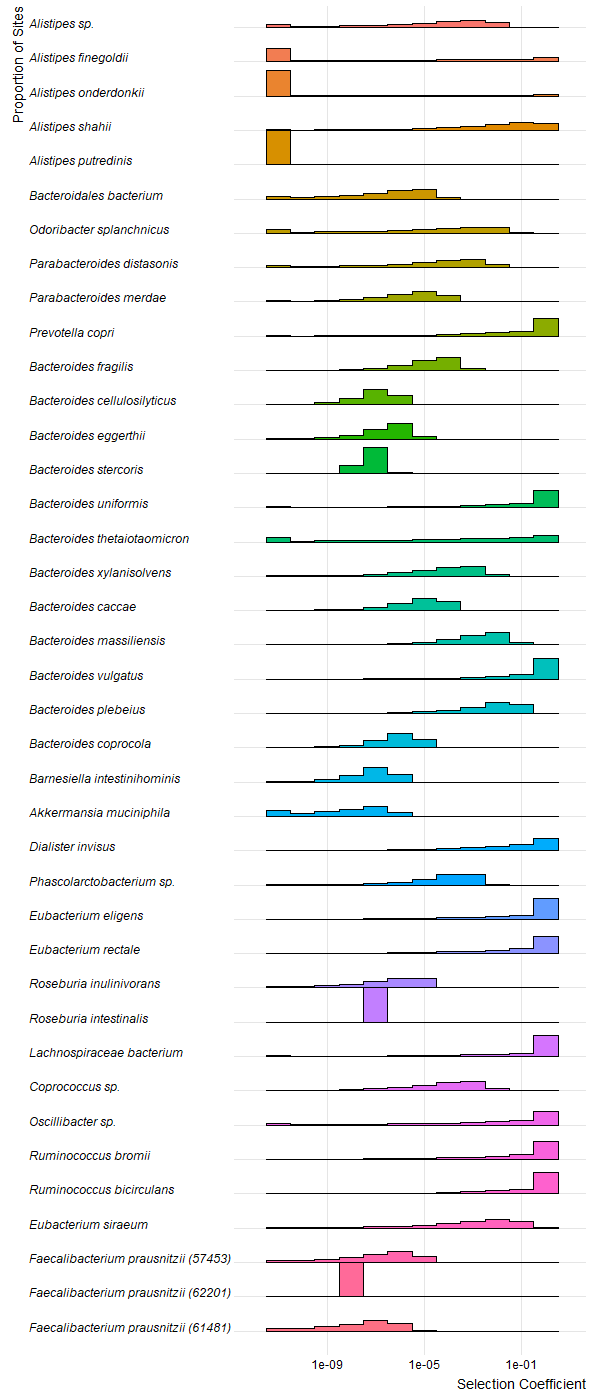 Proportion of Sites
Alistipes sp.
Alistipes finegoldii
Alistipes onderdonkii
Alistipes shahii
Alistipes putredinis
Bacteroidales bacterium
Odoribacter splanchnicus
Parabacteroides distasonis
Parabacteroides merdae
Prevotella copri
Bacteroides fragilis
Bacteroides cellulosilyticus
Bacteroides eggerthii
Bacteroides stercoris
Bacteroides uniformis
Bacteroides thetaiotaomicron
Bacteroides xylanisolvens
Bacteroides caccae
Bacteroides massiliensis
Bacteroides vulgatus
Bacteroides plebeius
Bacteroides coprocola
Barnesiella intestinihominis
Akkermansia muciniphila
Dialister invisus
Phascolarctobacterium sp.
Eubacterium eligens
Eubacterium rectale
Roseburia inulinivorans
Roseburia intestinalis
Lachnospiraceae bacterium
Coprococcus sp.
Oscillibacter sp.
Ruminococcus bromii
Ruminococcus bicirculans
Eubacterium siraeum
Faecalibacterium prausnitzii (57453)
Faecalibacterium prausnitzii (62201)
Faecalibacterium prausnitzii (61481)
1e-09 1e-05 1e-01
Selection Coefficient